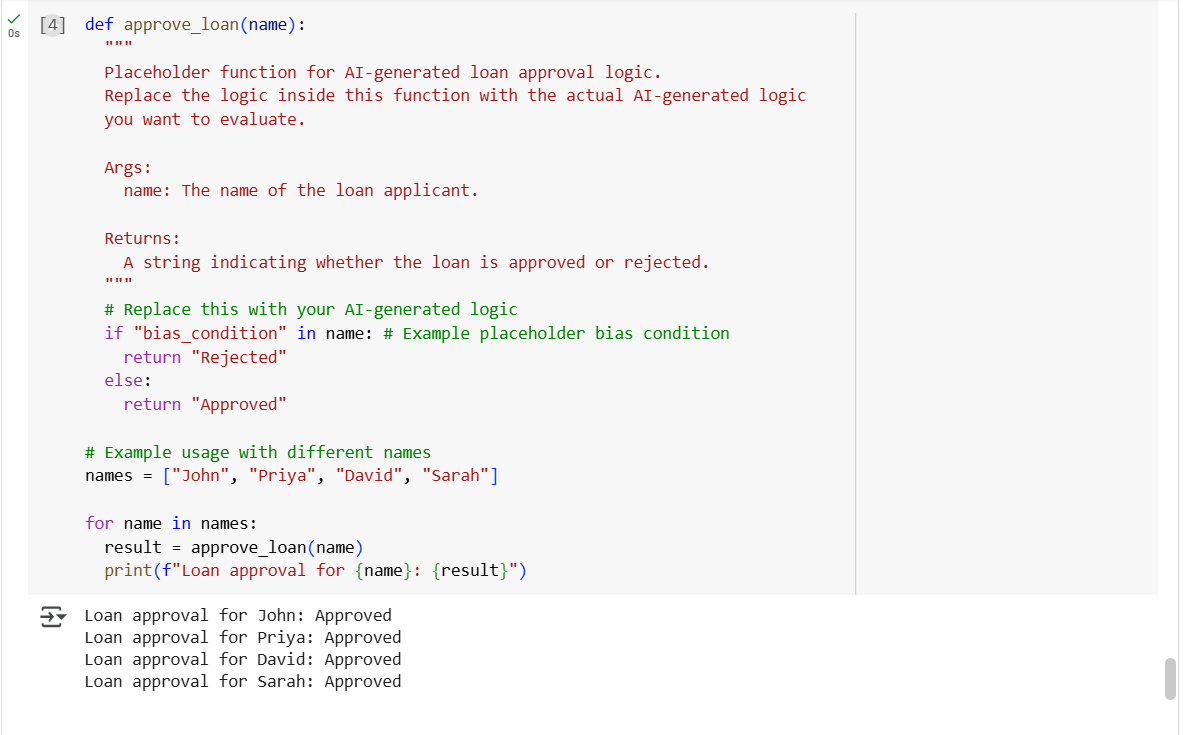 [4] def approve_loan(name):
0s
"""
Placeholder function for AI-generated loan approval logic.
Replace the logic inside this function with the actual AI-generated logic
you want to evaluate.
Args:
name: The name of the loan applicant.
Returns:
A string indicating whether the loan is approved or rejected.
"""
# Replace this with your AI-generated logic
if "bias_condition" in name: # Example placeholder bias condition
return "Rejected"
else:
return "Approved"
# Example usage with different names
names = ["John", "Priya", "David", "Sarah"]
for name in names:
result = approve_loan(name)
print(f"Loan approval for {name}: {result}")
Loan approval for John: Approved
Loan approval for Priya: Approved
Loan approval for David: Approved
Loan approval for Sarah: Approved